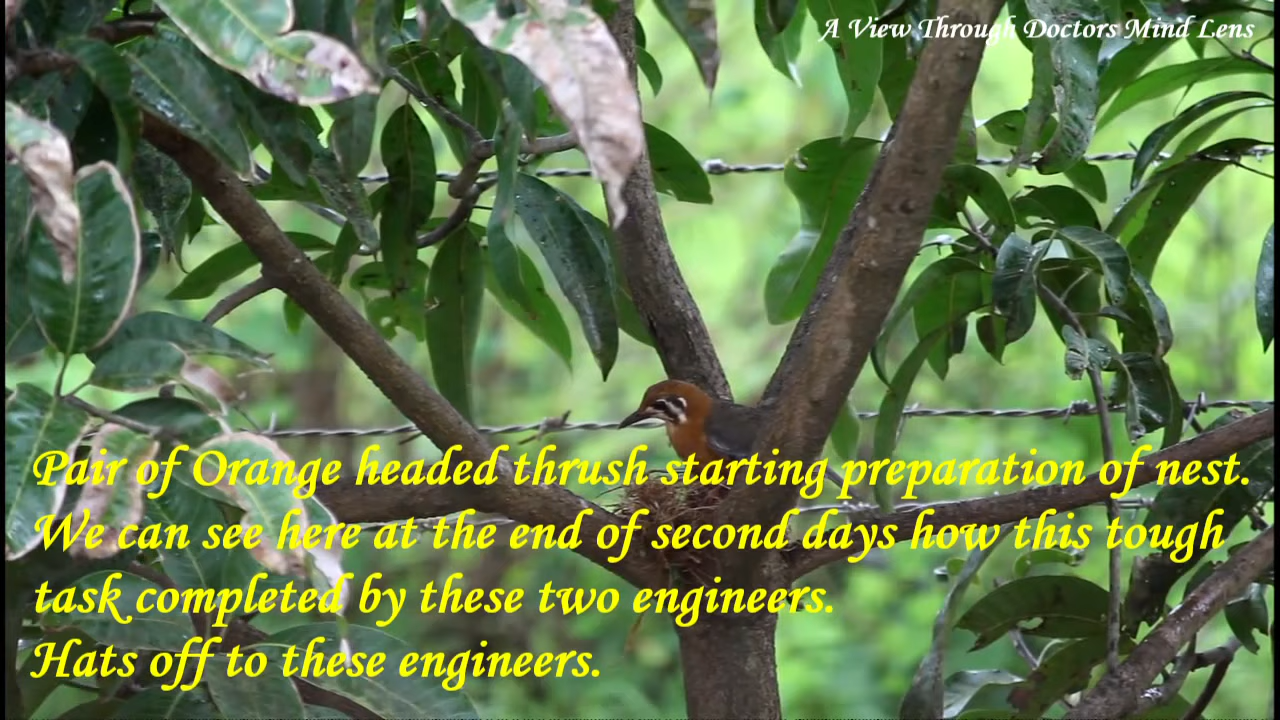 A View Through Doctors Mind Lens
Pair of Orange headed thrush starting preparation of nest.
We can see here at the end of second days how this tough
task completed by these two engineers.
Hats off to these engineers.